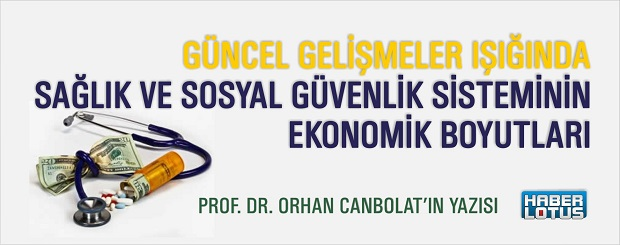 GÜNCEL GELİŞMELER IŞIĞINDA
SAĞLIK VE SOSYAL GÜVENLİK SİSTEMİNİN
EKONOMİK BOYUTLARI
PROF. DR. ORHAN CANBOLAT'IN YAZISI
HABER
LOTUS
20